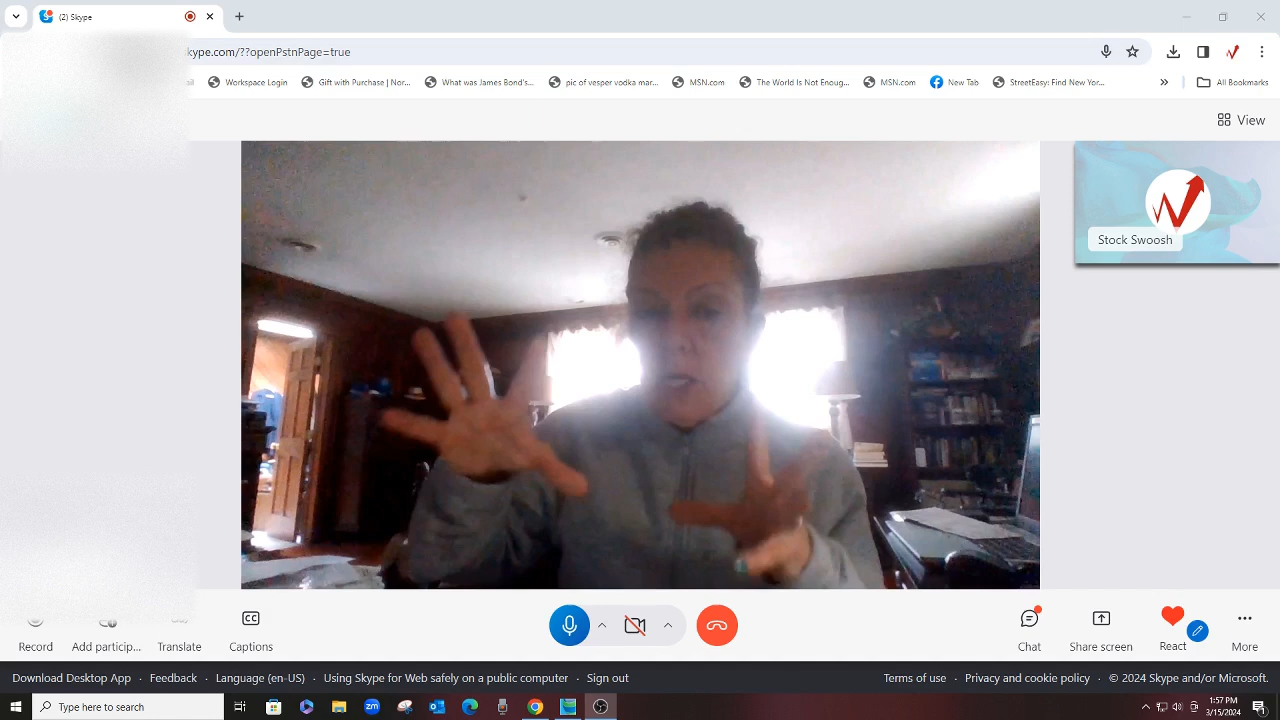 (2) Skype
kype.com/??openPstnPage=true
ail
Workspace Login
Gift with Purchase | Nor...
What was James Bond's...
pic of vesper vodka mar...
MSN.com
The World Is Not Enoug...
MSN.com
New Tab
StreetEasy: Find New Yor...
»
All Bookmarks
View
Stock Swoosh
CC
Record
Add particip...
Translate
Captions
Chat
Share screen
React
More
Download Desktop App · Feedback · Language (en-US) · Using Skype for Web safely on a public computer · Sign out
Terms of use · Privacy and cookie policy · © 2024 Skype and/or Microsoft.
Type here to search
zm
1:57 PM
3/15/2024